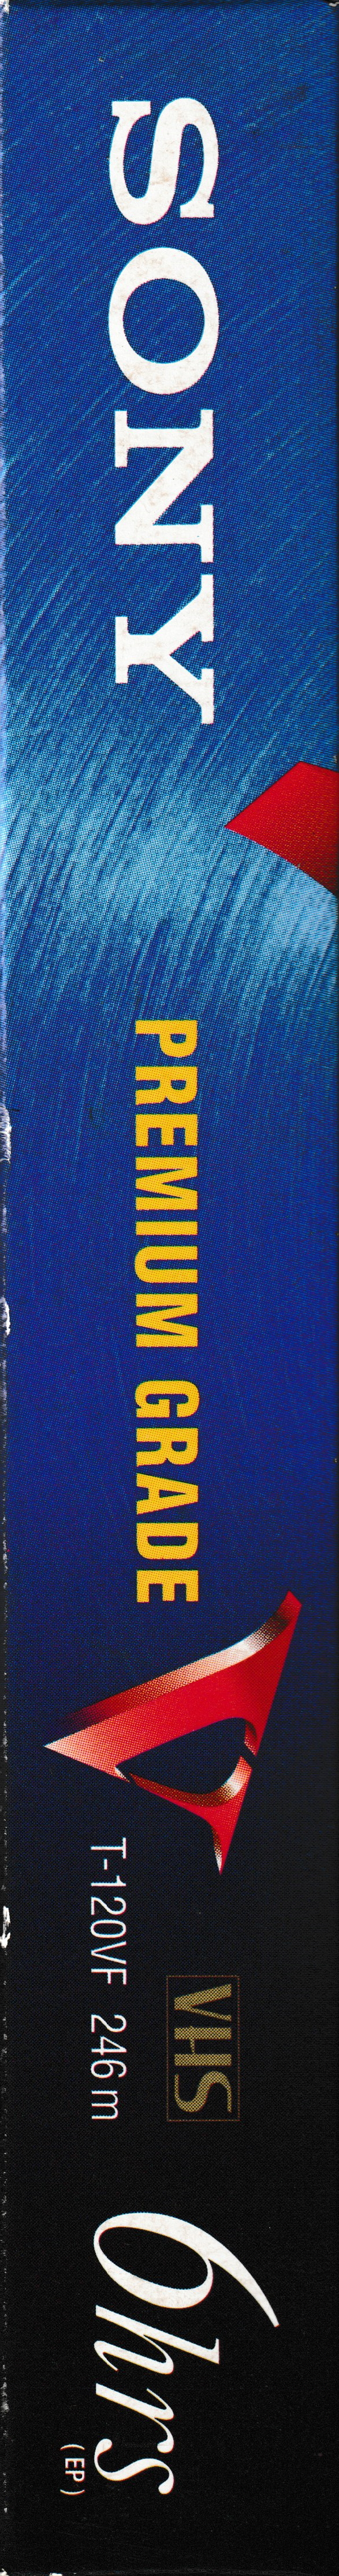 SONY
PREMIUM GRADE
V
VHS
T-120VF 246 m
6hrs
(EP)